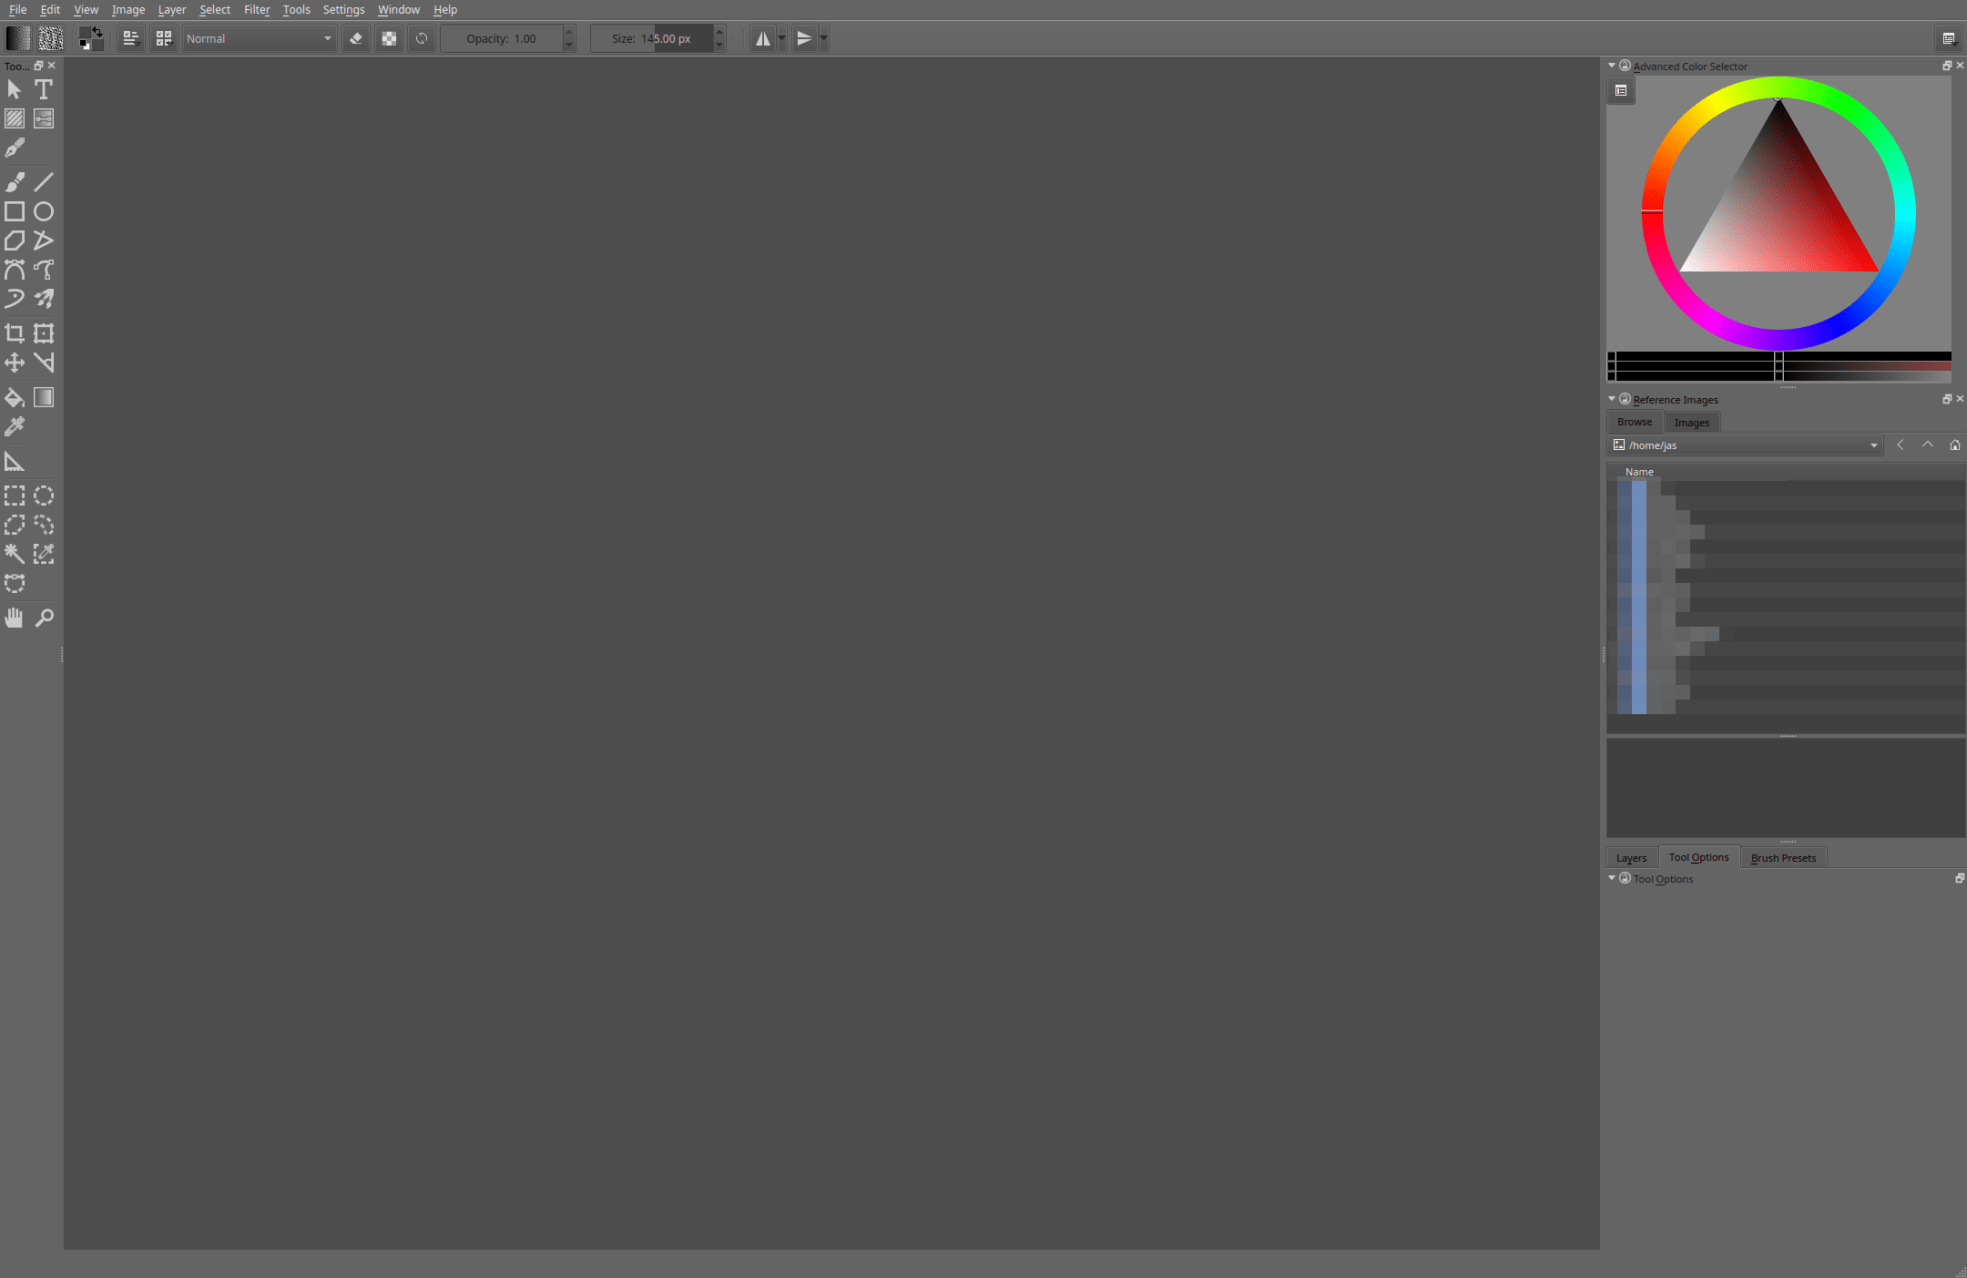 File Edit View Image Layer Select Filter Tools Settings Window Help
Normal Opacity: 1.00 Size: 145.00 px
Too...
Advanced Color Selector
Reference Images
Browse Images
/home/jas
Name
Layers Tool Options Brush Presets
Tool Options